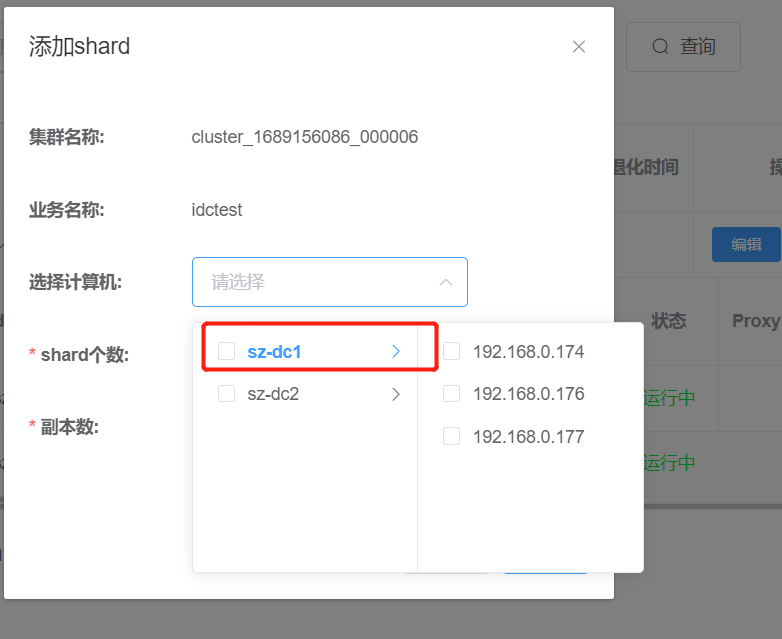 添加shard
查询
集群名称: cluster_1689156086_000006
退化时间
业务名称: idctest
编辑
选择计算机: 请选择
状态 Proxy
* shard个数:
sz-dc1 192.168.0.174
sz-dc2 192.168.0.176
运行中
* 副本数:
192.168.0.177
运行中